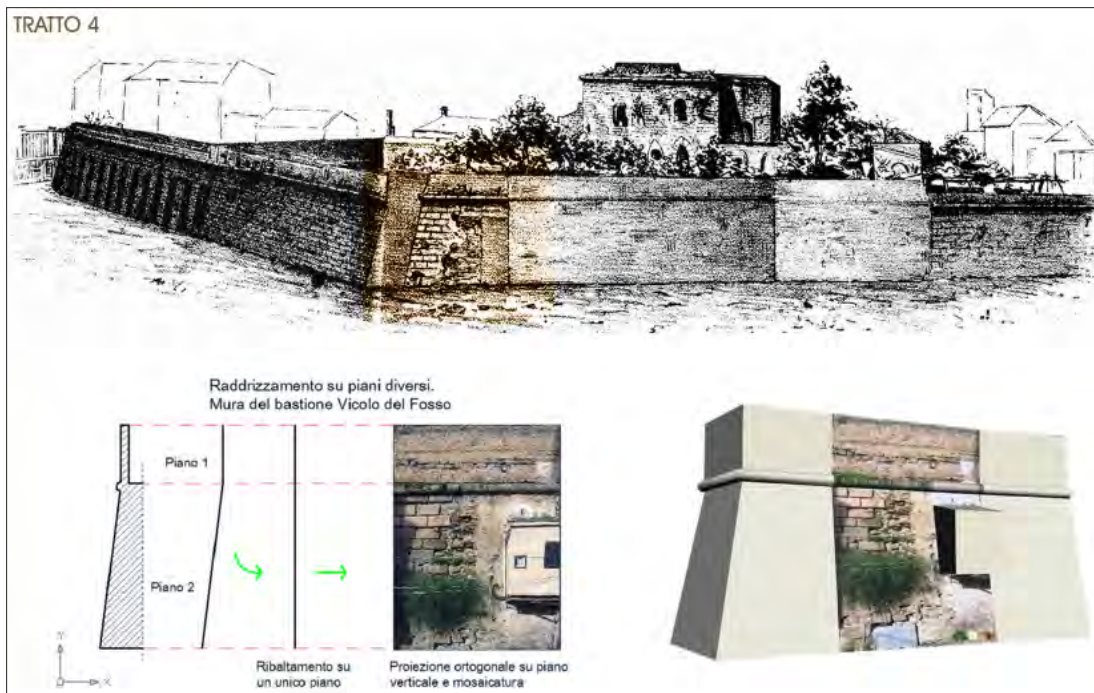 TRATTO 4
Raddrizzamento su piani diversi.
Mura del bastione Vicolo del Fosso
Piano 1
Piano 2
Y
X
Ribaltamento su
un unico piano
Proiezione ortogonale su piano
verticale e mosaicatura